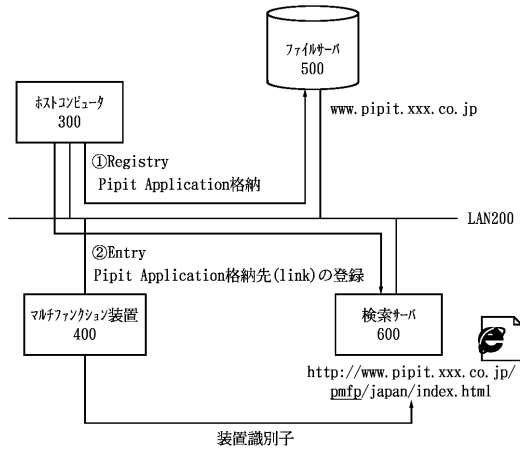 ファイルサーバ
500
ホストコンピュータ
300
www.pipit.xxx.co.jp
①Registry
Pipit Application格納
LAN200
②Entry
Pipit Application格納先(link)の登録
マルチファンクション装置
400
検索サーバ
600
http://www.pipit.xxx.co.jp/
pmfp/japan/index.html
装置識別子